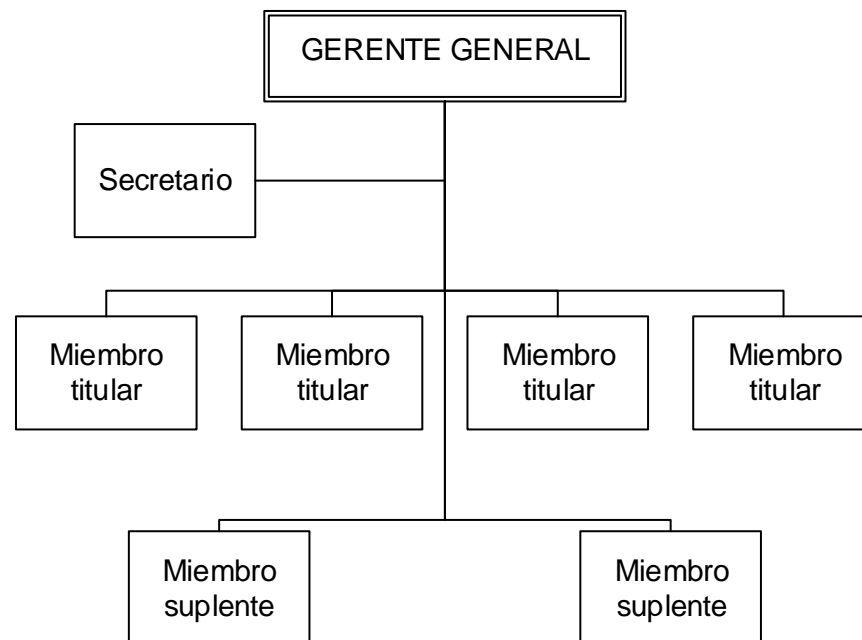 GERENTE GENERAL
Secretario
Miembro
titular
Miembro
titular
Miembro
titular
Miembro
titular
Miembro
suplente
Miembro
suplente